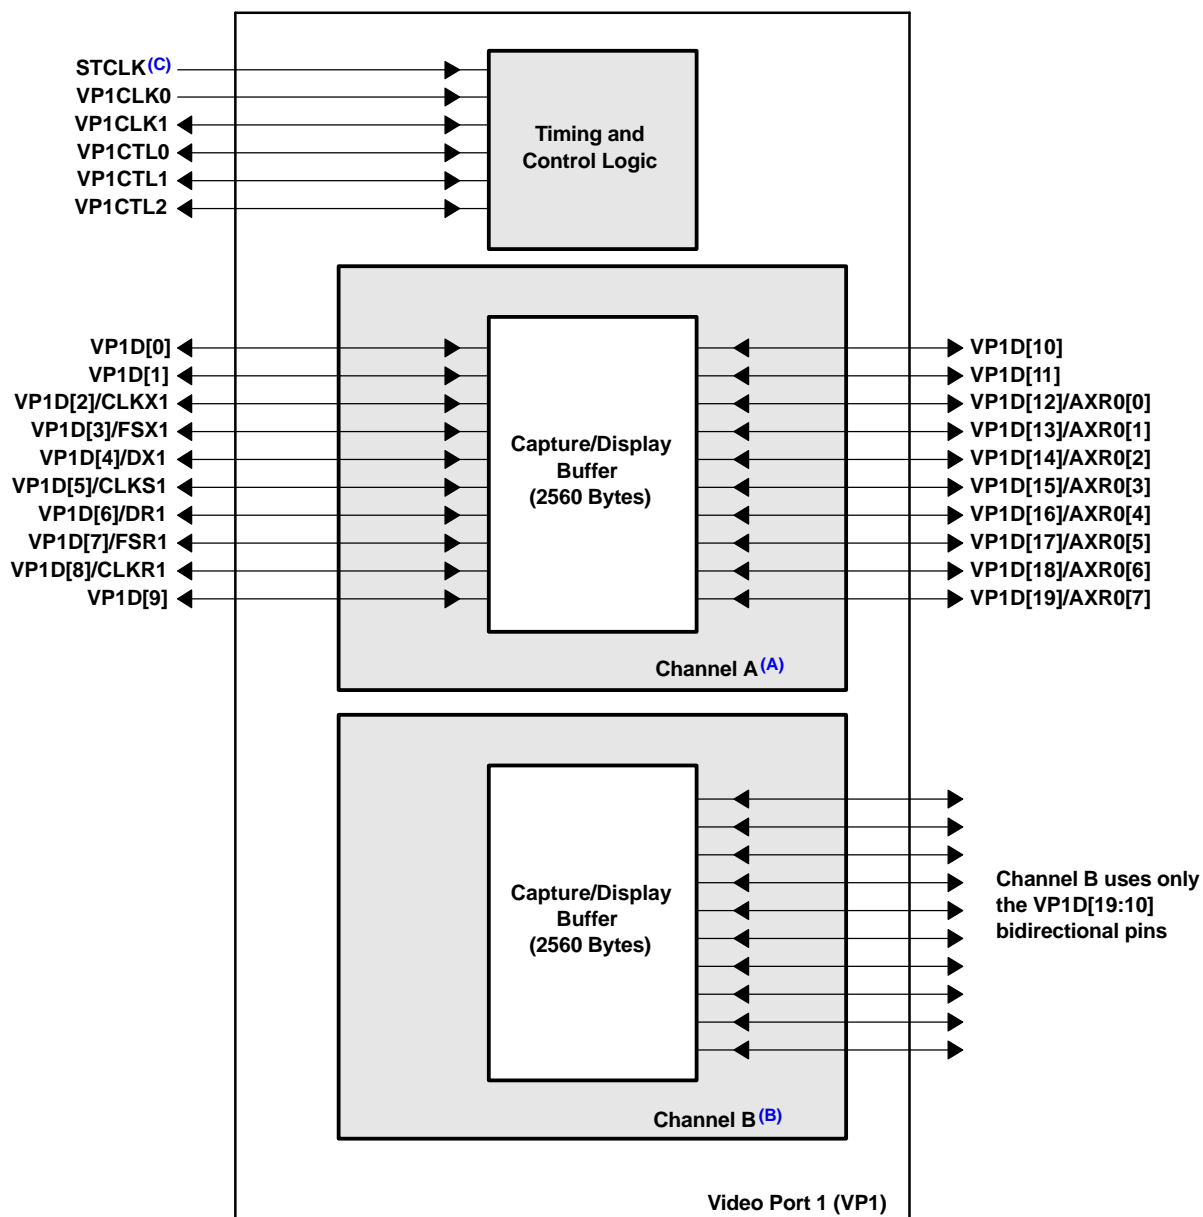 STCLK(C)
VP1CLK0
VP1CLK1
VP1CTL0
VP1CTL1
VP1CTL2
Timing and
Control Logic
VP1D[0]
VP1D[1]
VP1D[2]/CLKX1
VP1D[3]/FSX1
VP1D[4]/DX1
VP1D[5]/CLKS1
VP1D[6]/DR1
VP1D[7]/FSR1
VP1D[8]/CLKR1
VP1D[9]
Capture/Display
Buffer
(2560 Bytes)
VP1D[10]
VP1D[11]
VP1D[12]/AXR0[0]
VP1D[13]/AXR0[1]
VP1D[14]/AXR0[2]
VP1D[15]/AXR0[3]
VP1D[16]/AXR0[4]
VP1D[17]/AXR0[5]
VP1D[18]/AXR0[6]
VP1D[19]/AXR0[7]
Channel A(A)
Capture/Display
Buffer
(2560 Bytes)
Channel B uses only
the VP1D[19:10]
bidirectional pins
Channel B(B)
Video Port 1 (VP1)